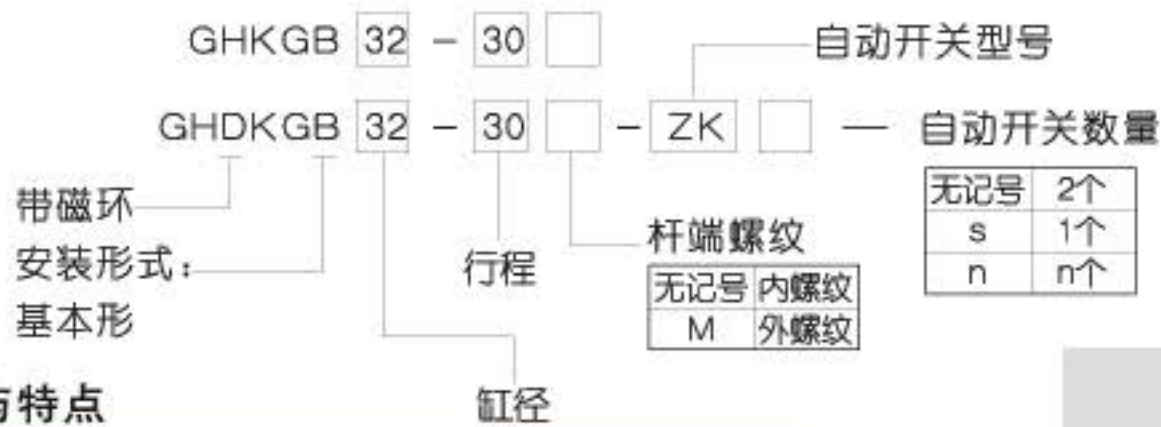 GHKGB 32 - 30
自动开关型号
GHDKGB 32 - 30 - ZK — 自动开关数量
无记号 2个
s 1个
n n个
带磁环
安装形式：
基本形
行程
杆端螺纹
无记号 内螺纹
M 外螺纹
缸径
与特点